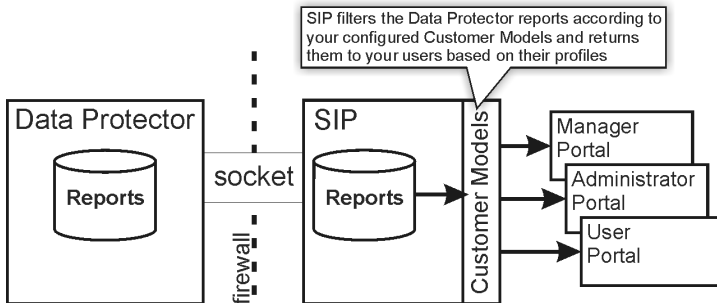 SIP filters the Data Protector reports according to
your configured Customer Models and returns
them to your users based on their profiles
Data Protector
Reports
socket
firewall
SIP
Reports
Customer Models
Manager
Portal
Administrator
Portal
User
Portal